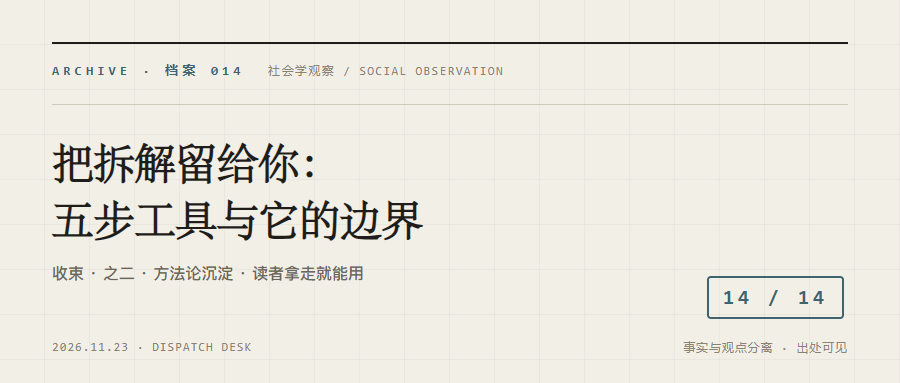 ARCHIVE · 档案 014 社会学观察 / SOCIAL OBSERVATION
把拆解留给你：
五步工具与它的边界
收束 · 之二 · 方法论沉淀 · 读者拿走就能用
14 / 14
2026.11.23 · DISPATCH DESK
事实与观点分离 · 出处可见